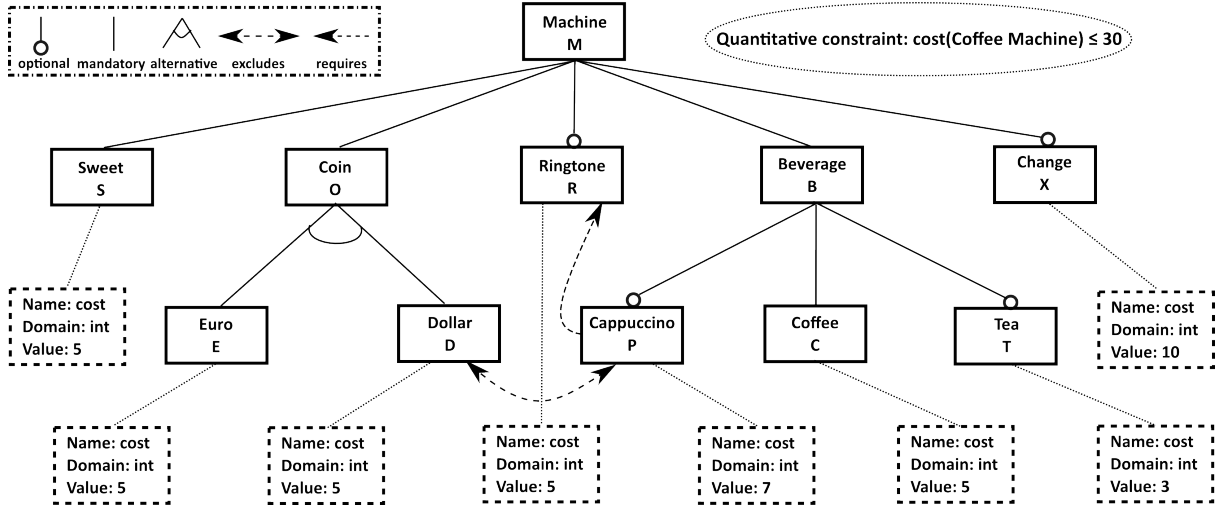 Machine
M
Quantitative constraint: cost(Coffee Machine) ≤ 30
optional mandatory alternative excludes requires
Sweet
S
Coin
O
Ringtone
R
Beverage
B
Change
X
Name: cost
Domain: int
Value: 5
Euro
E
Dollar
D
Cappuccino
P
Coffee
C
Tea
T
Name: cost
Domain: int
Value: 10
Name: cost
Domain: int
Value: 5
Name: cost
Domain: int
Value: 5
Name: cost
Domain: int
Value: 5
Name: cost
Domain: int
Value: 7
Name: cost
Domain: int
Value: 5
Name: cost
Domain: int
Value: 3